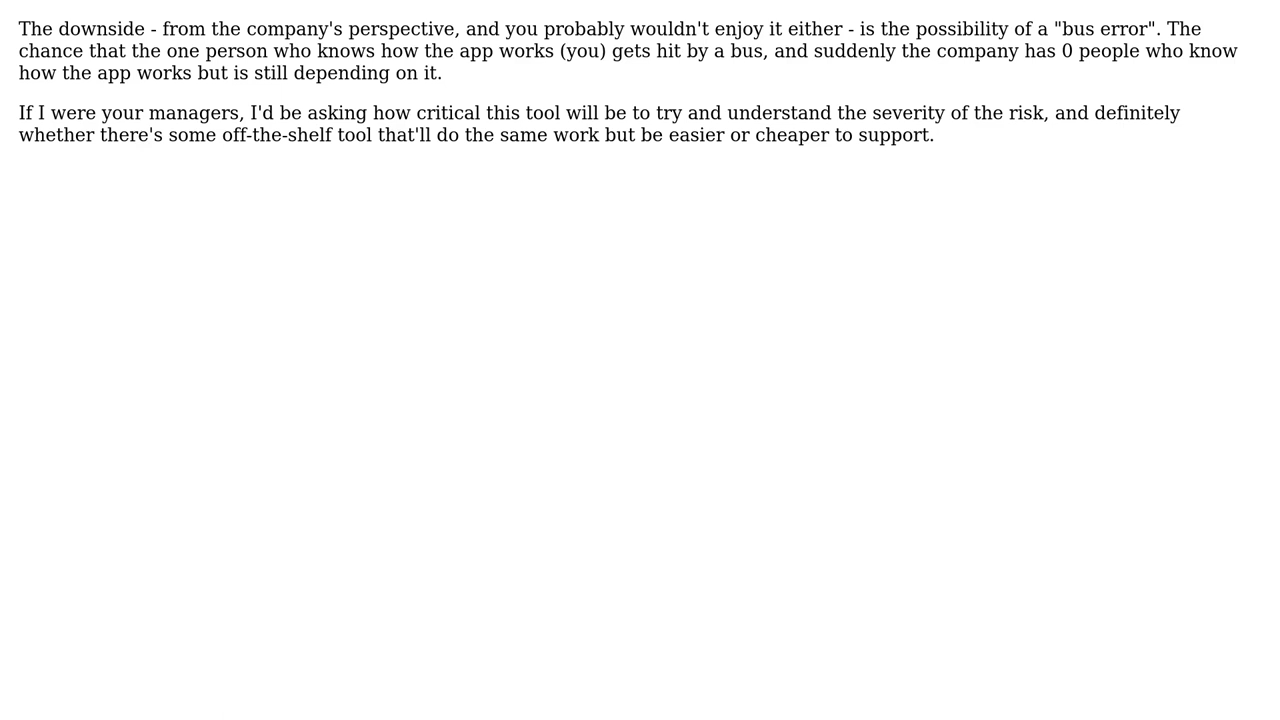 The downside - from the company's perspective, and you probably wouldn't enjoy it either - is the possibility of a "bus error". The
chance that the one person who knows how the app works (you) gets hit by a bus, and suddenly the company has 0 people who know
how the app works but is still depending on it.
If I were your managers, I'd be asking how critical this tool will be to try and understand the severity of the risk, and definitely
whether there's some off-the-shelf tool that'll do the same work but be easier or cheaper to support.